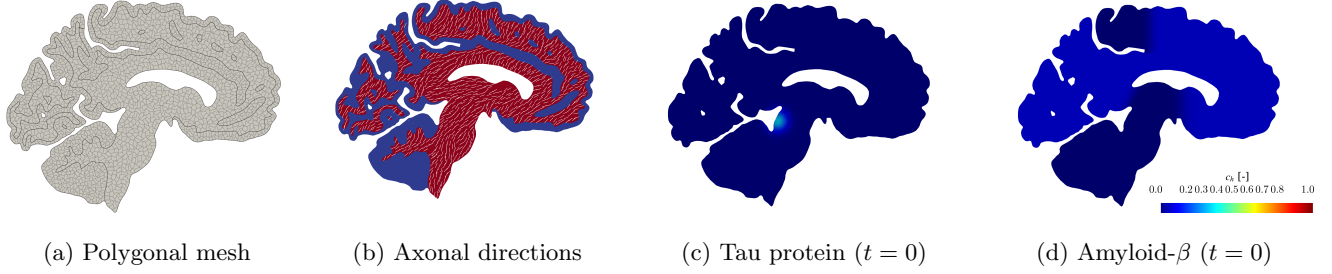 c_h [-]
0.0 0.2 0.3 0.4 0.5 0.6 0.7 0.8 1.0
(a) Polygonal mesh
(b) Axonal directions
(c) Tau protein (t = 0)
(d) Amyloid-β (t = 0)